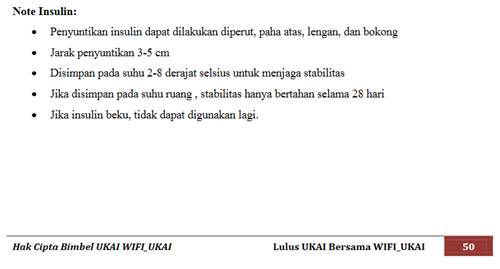 Note Insulin:
• Penyuntikan insulin dapat dilakukan diperut, paha atas, lengan, dan bokong
• Jarak penyuntikan 3-5 cm
• Disimpan pada suhu 2-8 derajat selsius untuk menjaga stabilitas
• Jika disimpan pada suhu ruang , stabilitas hanya bertahan selama 28 hari
• Jika insulin beku, tidak dapat digunakan lagi.
Hak Cipta Bimbel UKAI WIFI_UKAI Lulus UKAI Bersama WIFI_UKAI 50